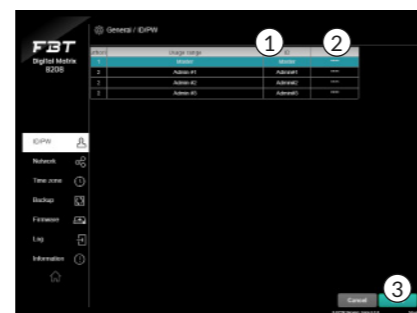 General / ID/PW
FBT
Digital Matrix
8208
Usage range ID
1 Master Master ****
2 Admin #1 Admin#1 ****
2 Admin #2 Admin#2 ****
2 Admin #3 Admin#3 ****
1
2
ID/PW
Network
Time zone
Backup
Firmware
Log
Information
Cancel
3